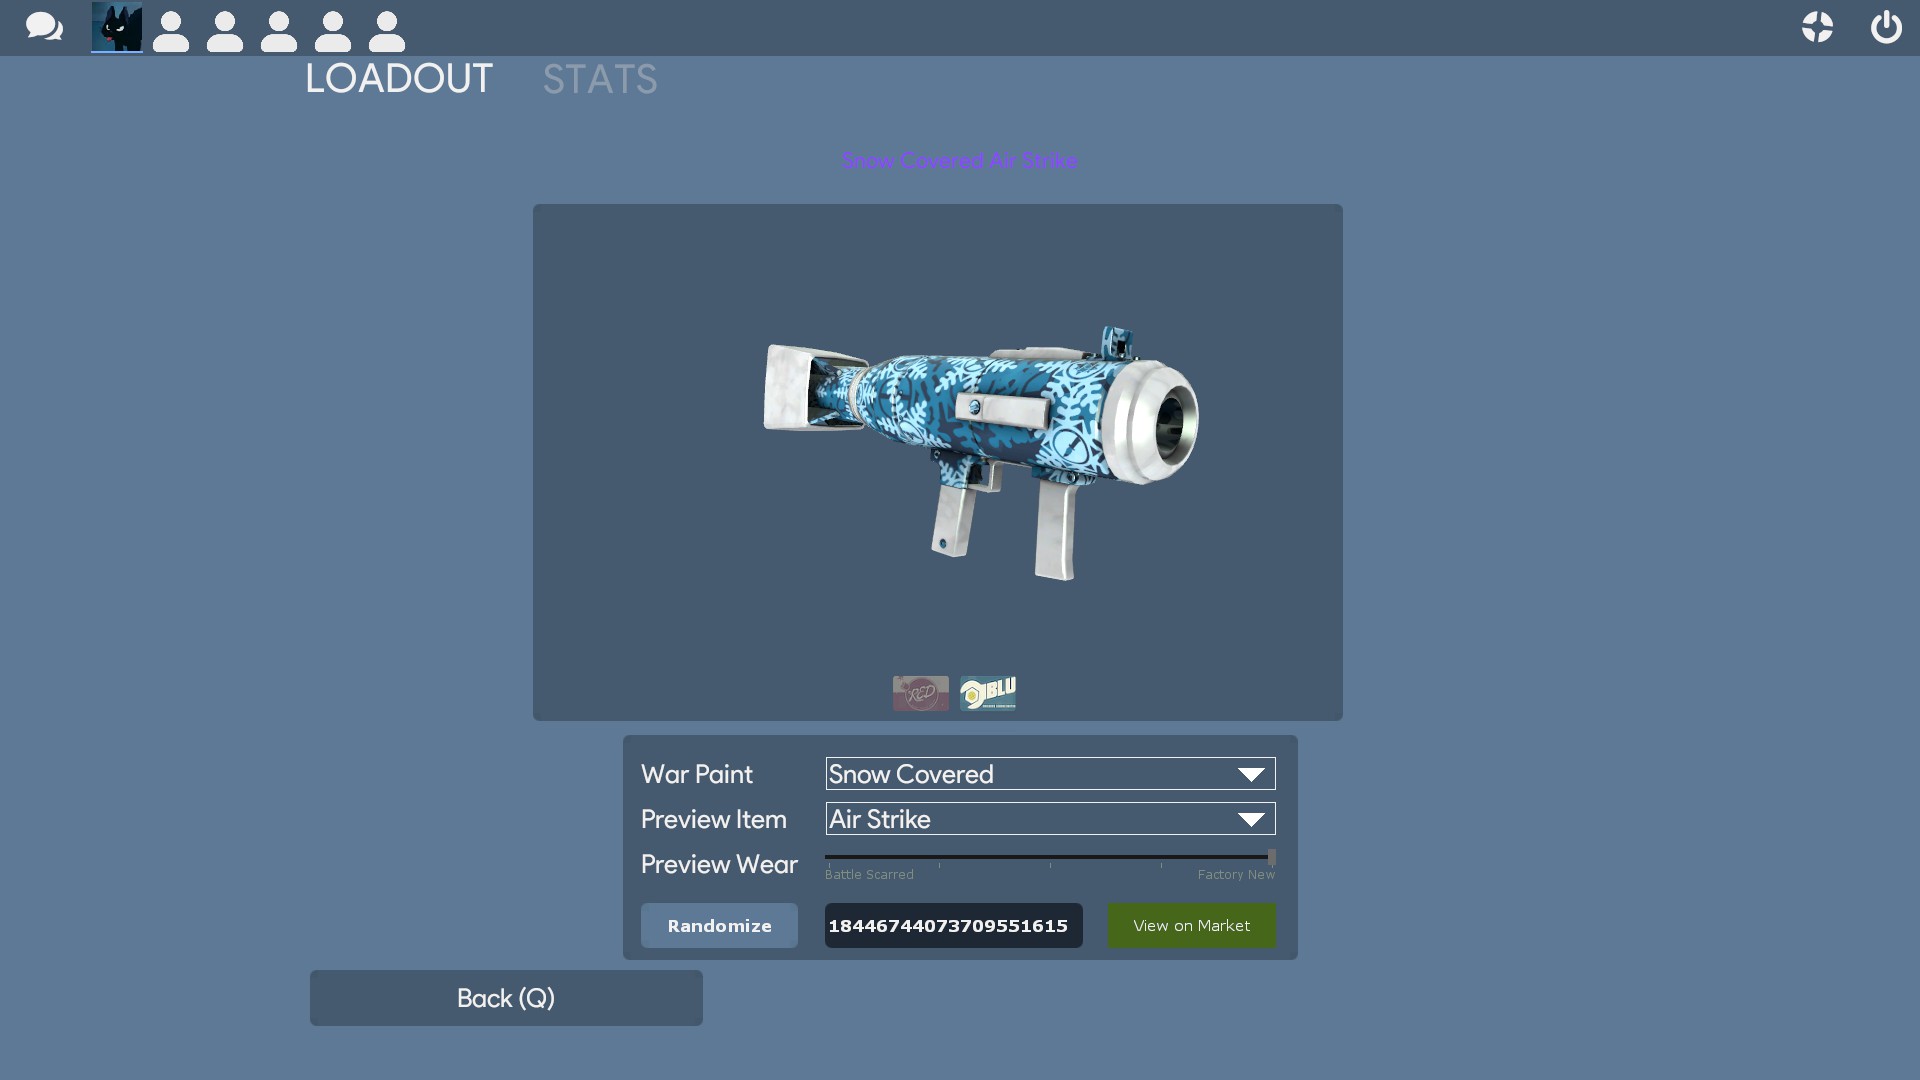 LOADOUT STATS
Snow Covered Air Strike
RED BLU
War Paint Snow Covered
Preview Item Air Strike
Preview Wear
Battle Scarred Factory New
Randomize 18446744073709551615 View on Market
Back (Q)